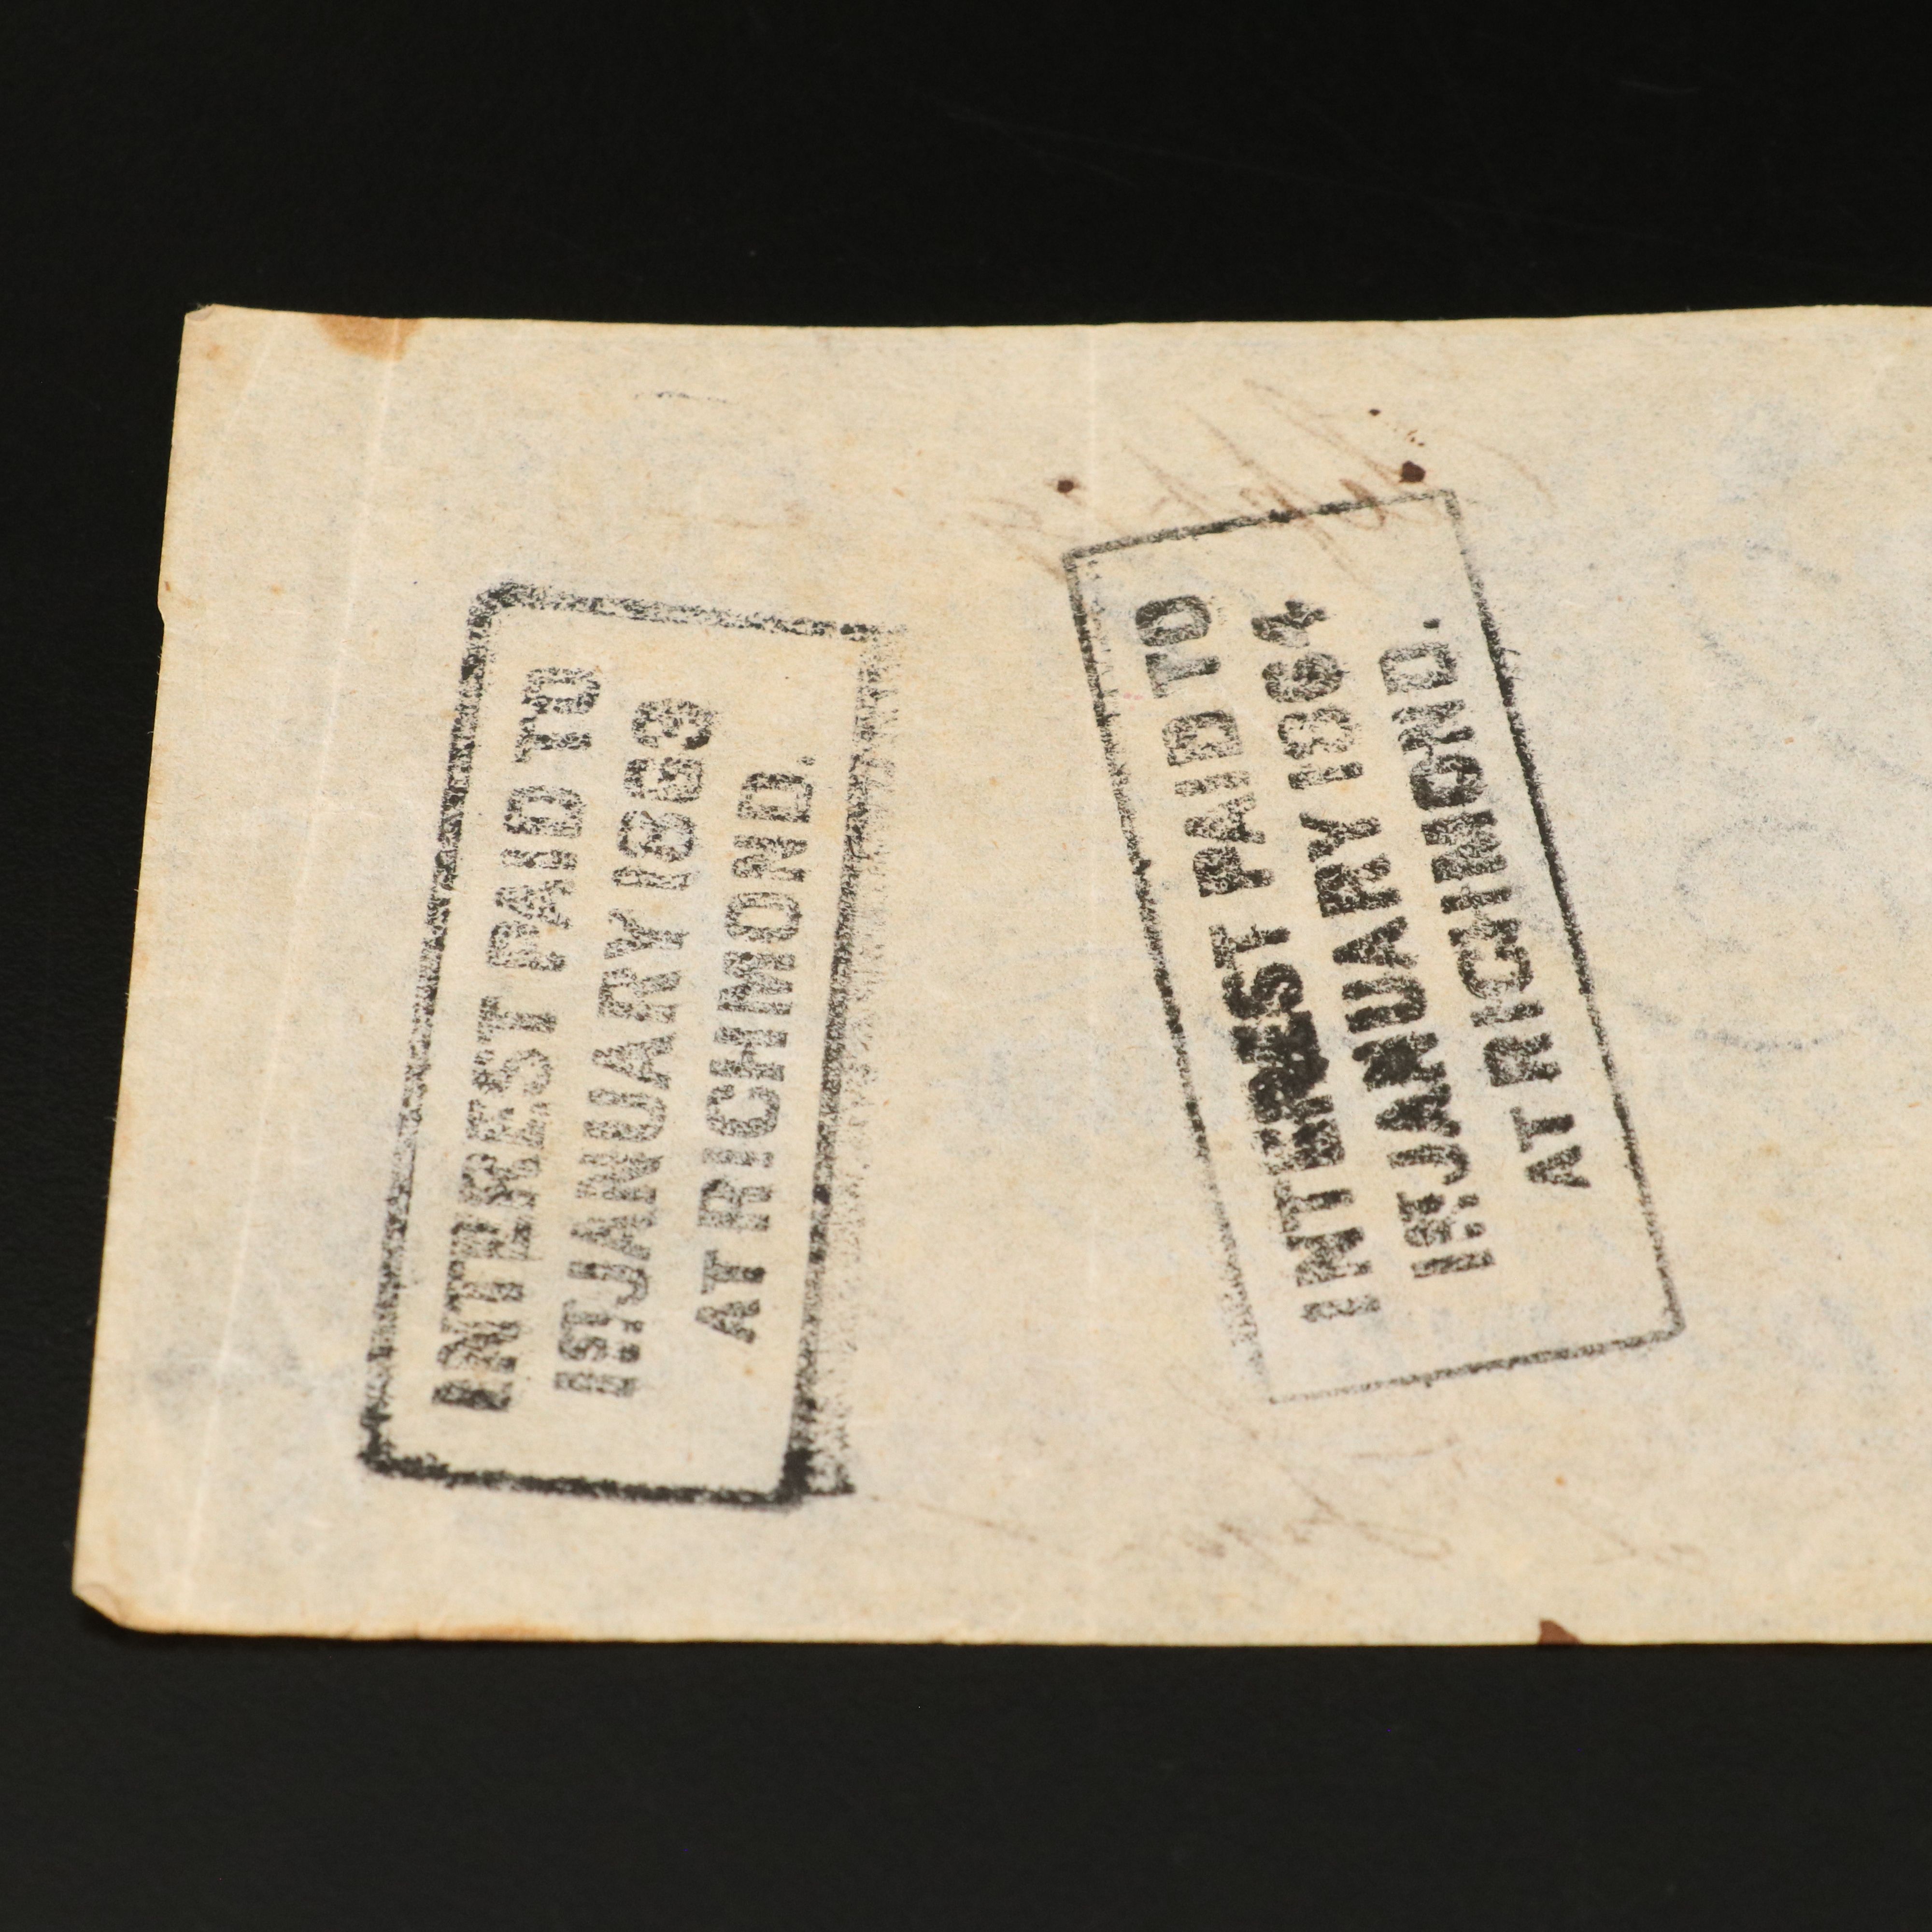 INTEREST PAID TO
1ST JANUARY 1863
AT RICHMOND.
INTEREST PAID TO
1ST JANUARY 1864
AT RICHMOND.